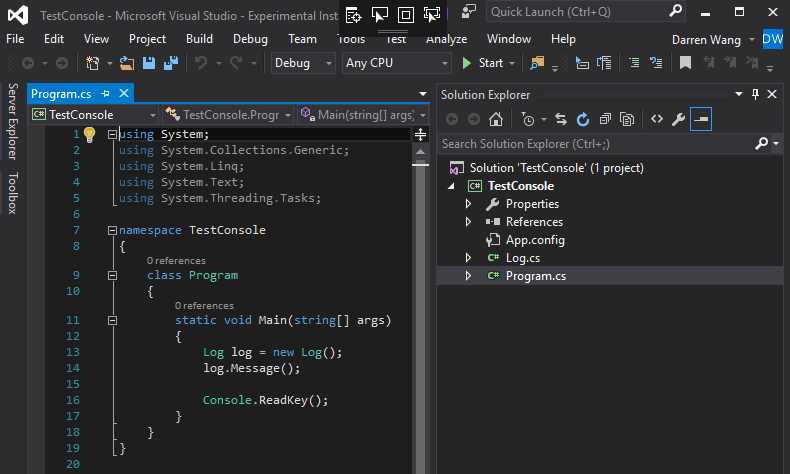 TestConsole - Microsoft Visual Studio - Experimental Inst
Quick Launch (Ctrl+Q)
File Edit View Project Build Debug Team Tools Test Analyze Window Help Darren Wang DW
Debug Any CPU Start
Server Explorer
Toolbox
Program.cs
C# TestConsole TestConsole.Progr Main(string[] args)
1 using System;
2 using System.Collections.Generic;
3 using System.Linq;
4 using System.Text;
5 using System.Threading.Tasks;
6
7 namespace TestConsole
8 {
0 references
9 class Program
10 {
0 references
11 static void Main(string[] args)
12 {
13 Log log = new Log();
14 log.Message();
15
16 Console.ReadKey();
17 }
18 }
19 }
20
Solution Explorer
Search Solution Explorer (Ctrl+;)
Solution 'TestConsole' (1 project)
C# TestConsole
Properties
References
App.config
C# Log.cs
C# Program.cs